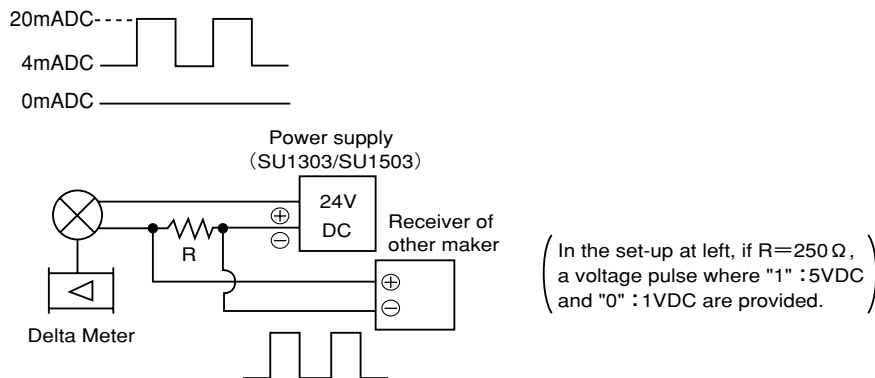 20mADC
4mADC
0mADC
Power supply
（SU1303/SU1503）
24V
DC
⊕
⊖
R
Receiver of
other maker
⊕
⊖
Delta Meter
In the set-up at left, if R＝250Ω,
a voltage pulse where "1"：5VDC
and "0"：1VDC are provided.